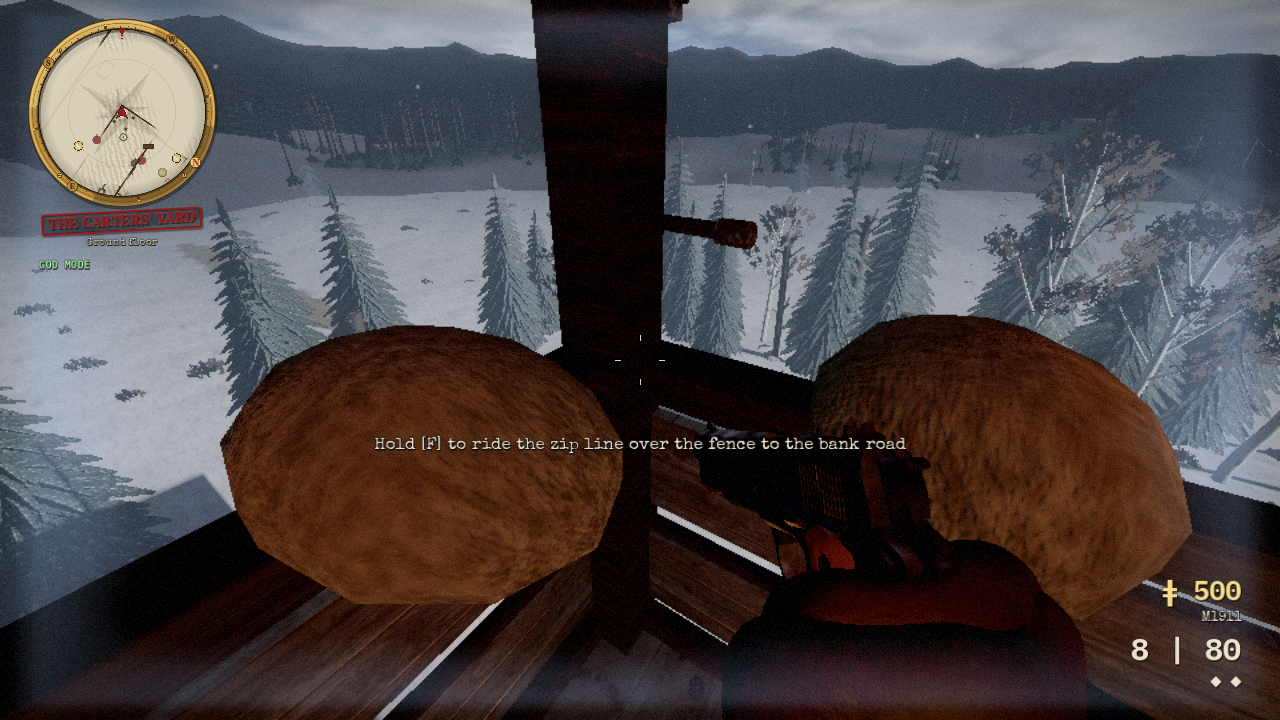 W
S
N
E
THE CARTERS' YARD
Ground floor
GOD MODE
Hold [F] to ride the zip line over the fence to the bank road
500
M1911
8 | 80